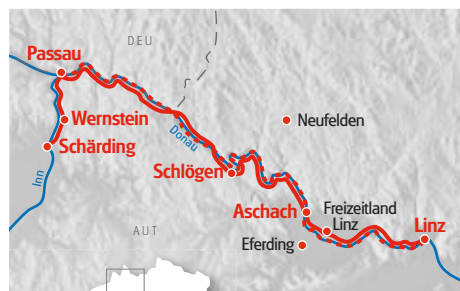 DEU
Passau
Wernstein
Neufelden
Schärding
Donau
Schlögen
Inn
Aschach
Freizeitland
Linz
Linz
AUT
Eferding